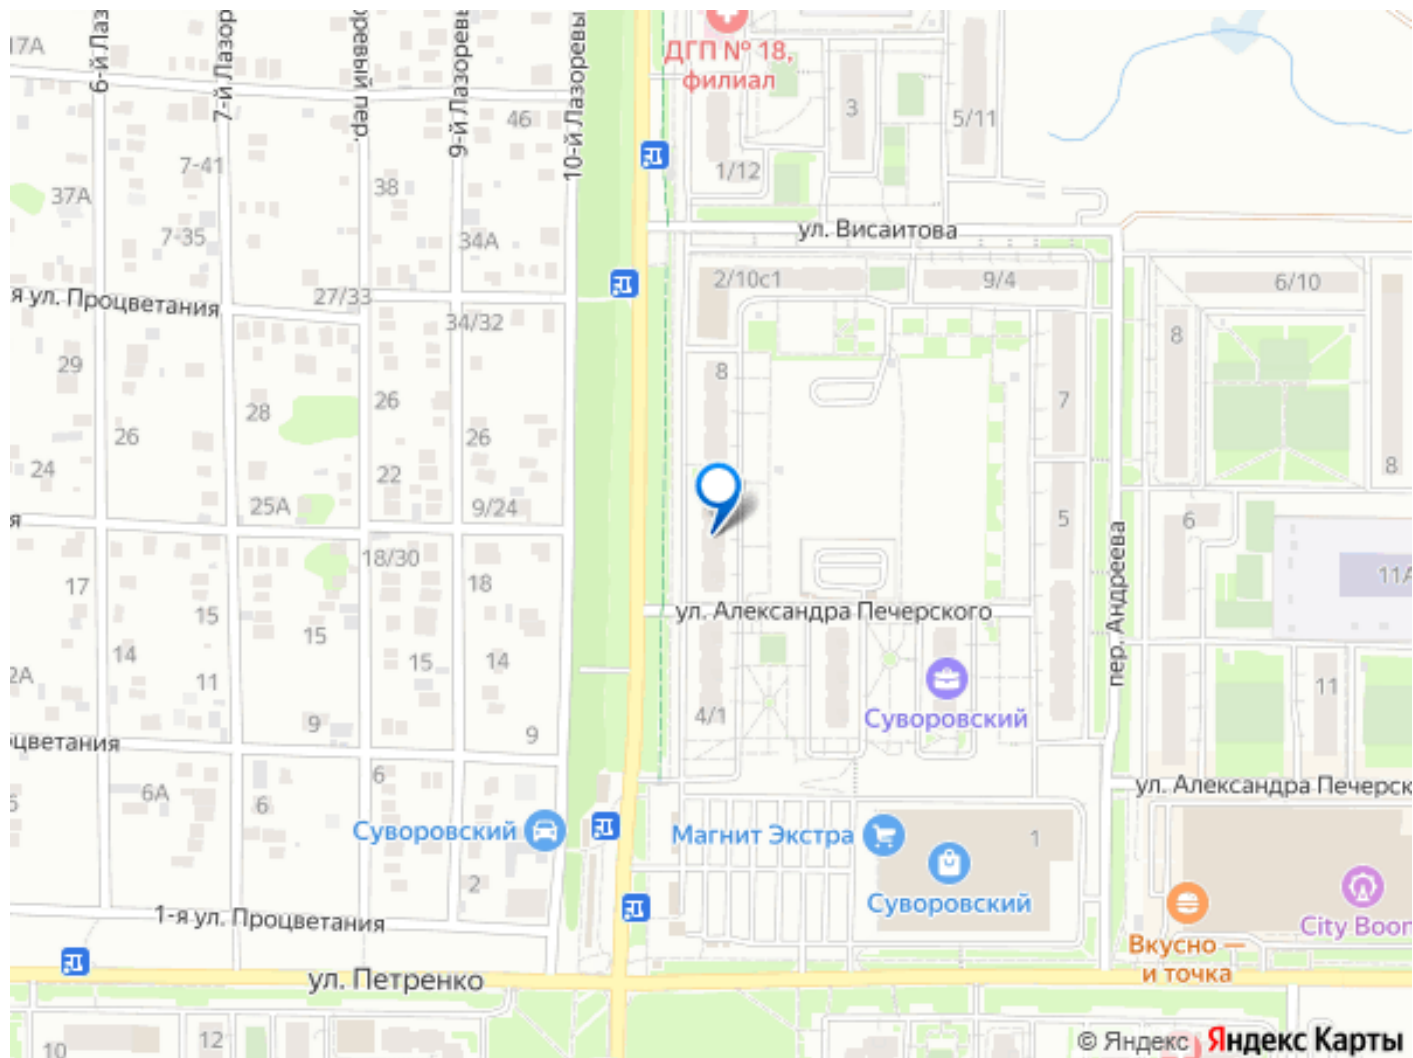 17А
6-й Лаз
7-й Лазор
ревый пер.
9-й Лазоревы
10-й Лазоревы
ДГП № 18,
филиал
46
3
5/11
7-41
38
1/12
37А
7-35
34А
ул. Висаитова
2/10с1
9/4
6/10
я ул. Процветания
27/33
34/32
8
29
8
28
26
7
26
26
24
22
8
25А
9/24
я
5
6
18/30
17
18
11А
15
ул. Александра Печерского
пер. Андреева
15
14
15
14
2А
11
11
4/1
Суворовский
9
9
оцветания
6
6А
6
5
ул. Александра Печерск
Суворовский
Магнит Экстра
1
2
Суворовский
1-я ул. Процветания
City Boom
Вкусно —
и точка
ул. Петренко
10
12
© Яндекс Яндекс Карты